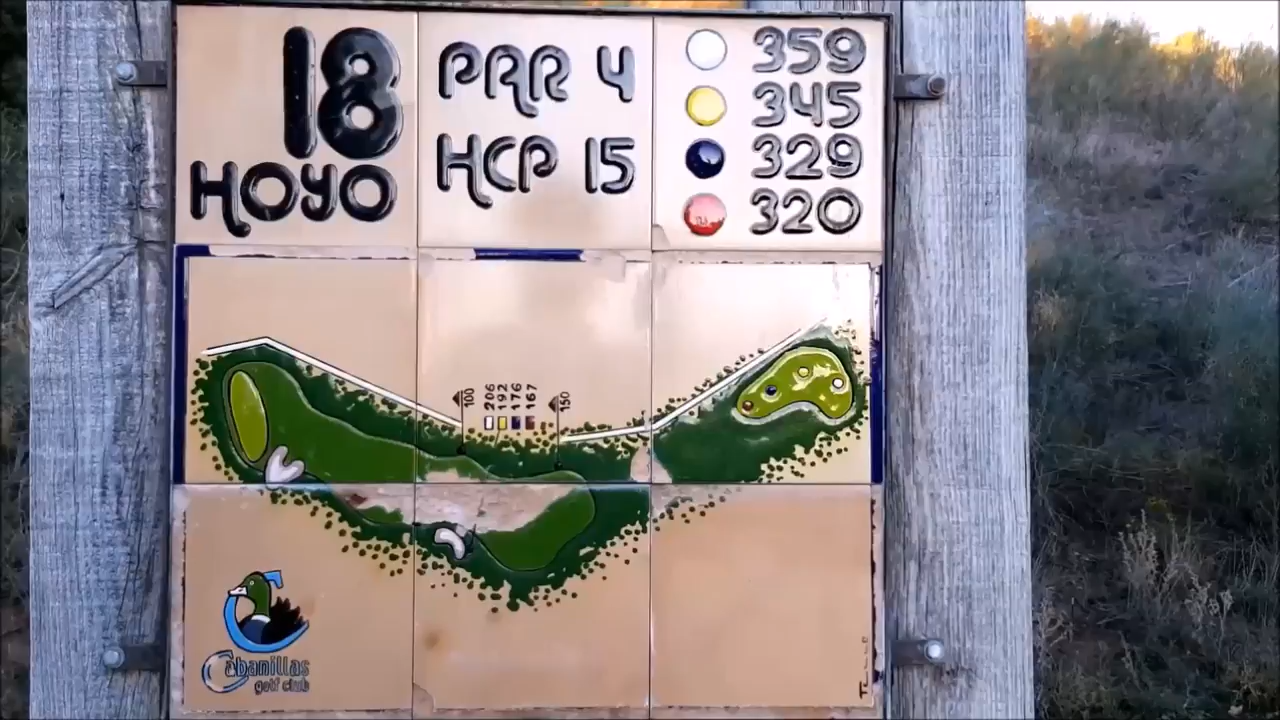 18
HOYO
PAR 4
HCP 15
359
345
329
320
100
206
192
176
167
150
Cabanillas
golf club